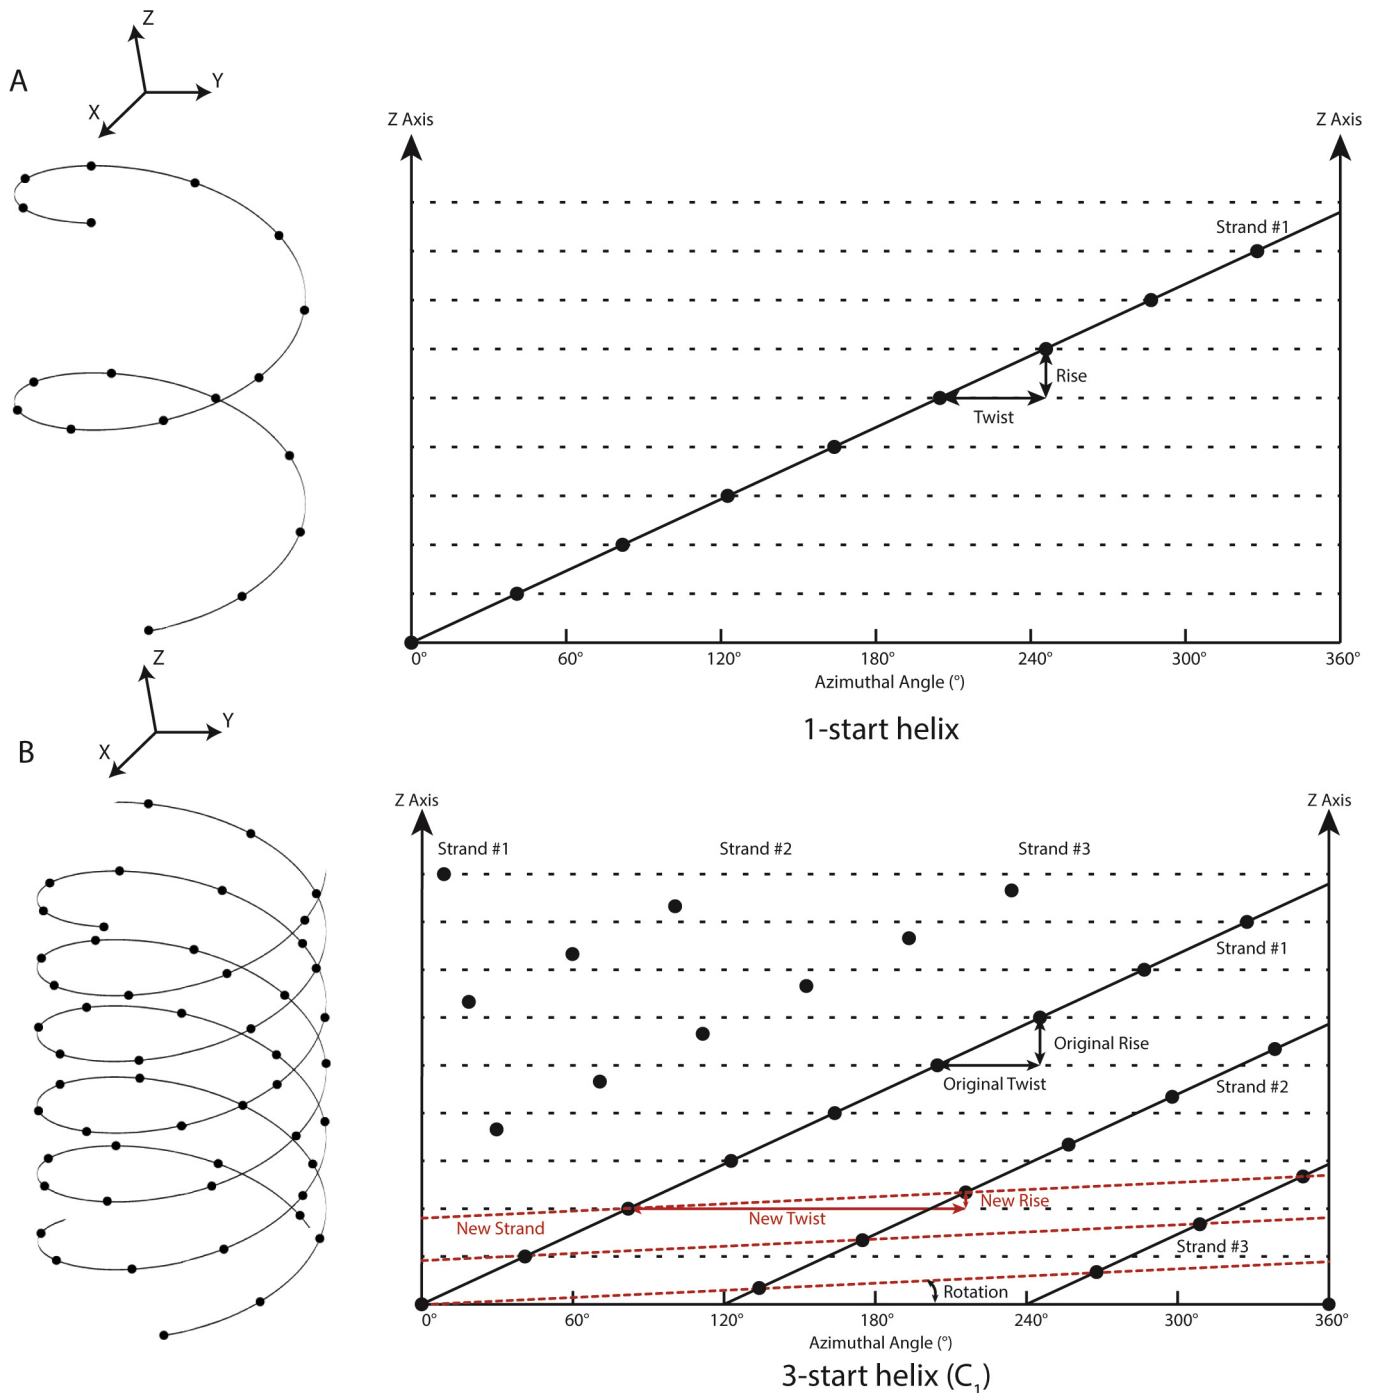 A
Z
Y
X
Z Axis
Z Axis
Strand #1
Rise
Twist
0°
60°
120°
180°
240°
300°
360°
Azimuthal Angle (°)
1-start helix
B
Z
Y
X
Z Axis
Z Axis
Strand #1
Strand #2
Strand #3
Strand #1
Original Rise
Original Twist
Strand #2
New Rise
New Twist
New Strand
Strand #3
Rotation
0°
60°
120°
180°
240°
300°
360°
Azimuthal Angle (°)
3-start helix (C₁)